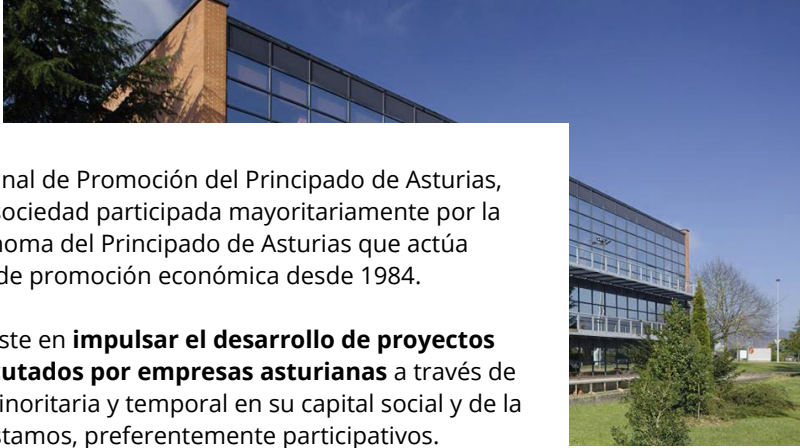 nal de Promoción del Principado de Asturias,
sociedad participada mayoritariamente por la
noma del Principado de Asturias que actúa
de promoción económica desde 1984.
ste en impulsar el desarrollo de proyectos
cutados por empresas asturianas a través de
inoritaria y temporal en su capital social y de la
stamos, preferentemente participativos.